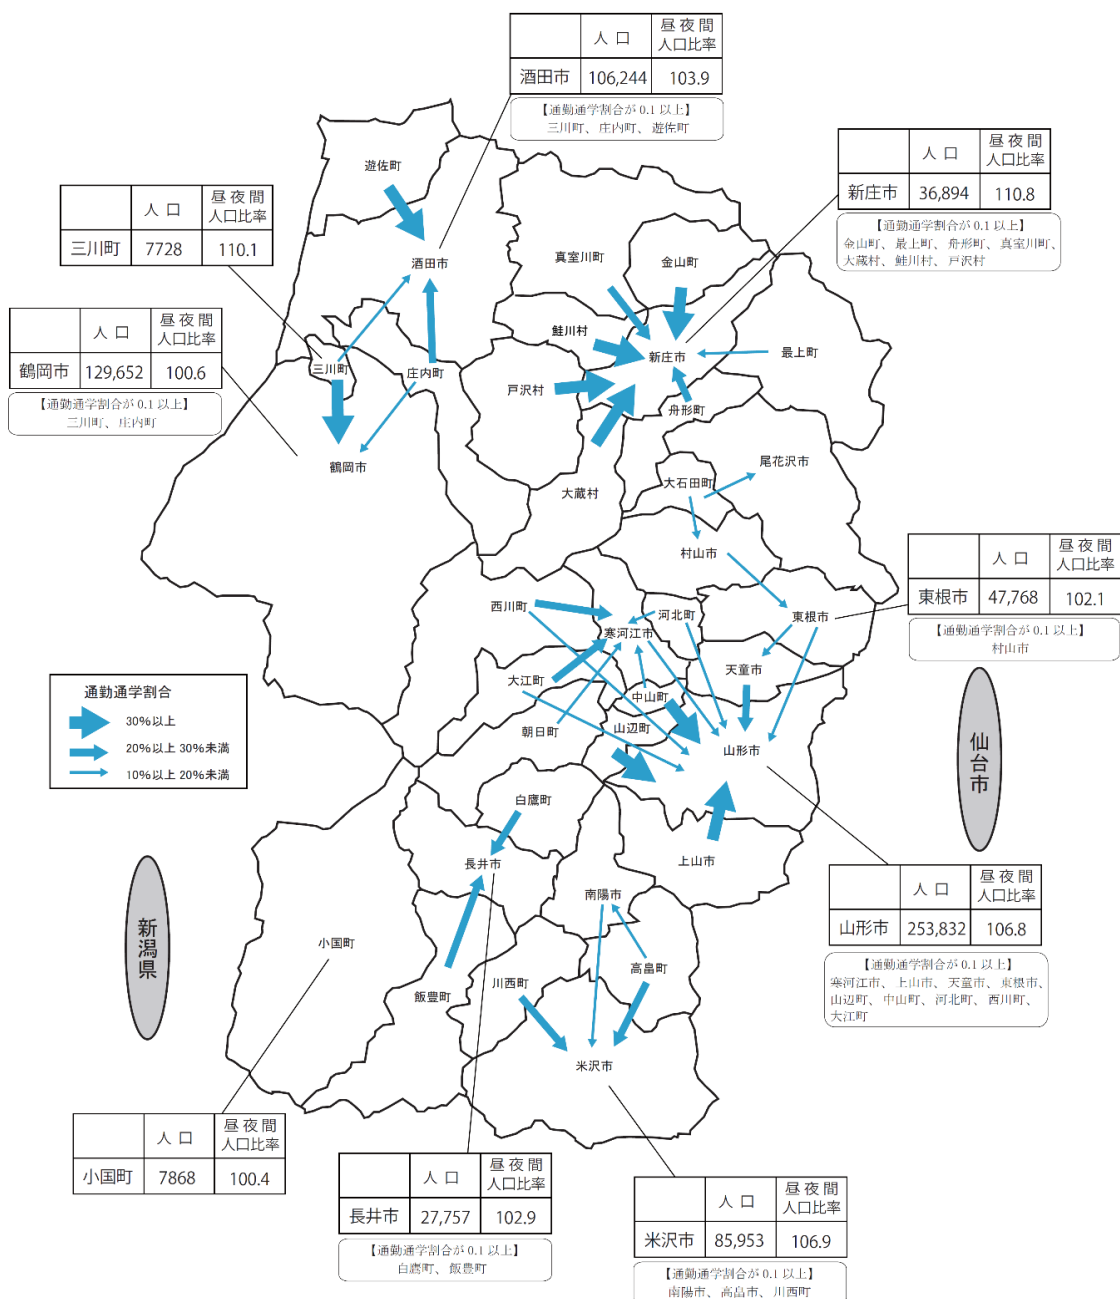 人口
昼夜間
人口比率
酒田市
106,244
103.9
【通勤通学割合が 0.1 以上】
三川町、庄内町、遊佐町
人口
昼夜間
人口比率
新庄市
36,894
110.8
【通勤通学割合が 0.1 以上】
金山町、最上町、舟形町、真室川町、
大蔵村、鮭川村、戸沢村
人口
昼夜間
人口比率
三川町
7728
110.1
人口
昼夜間
人口比率
鶴岡市
129,652
100.6
【通勤通学割合が 0.1 以上】
三川町、庄内町
遊佐町
酒田市
真室川町
金山町
鮭川村
新庄市
最上町
三川町
庄内町
戸沢村
舟形町
鶴岡市
大蔵村
大石田町
尾花沢市
村山市
人口
昼夜間
人口比率
東根市
47,768
102.1
【通勤通学割合が 0.1 以上】
村山市
西川町
寒河江市
河北町
東根市
天童市
大江町
中山町
朝日町
山辺町
山形市
通勤通学割合
30%以上
20%以上 30%未満
10%以上 20%未満
仙台市
白鷹町
長井市
上山市
南陽市
新潟県
小国町
飯豊町
川西町
高畠町
米沢市
人口
昼夜間
人口比率
山形市
253,832
106.8
【通勤通学割合が 0.1 以上】
寒河江市、上山市、天童市、東根市、
山辺町、中山町、河北町、西川町、
大江町
人口
昼夜間
人口比率
小国町
7868
100.4
人口
昼夜間
人口比率
長井市
27,757
102.9
【通勤通学割合が 0.1 以上】
白鷹町、飯豊町
人口
昼夜間
人口比率
米沢市
85,953
106.9
【通勤通学割合が 0.1 以上】
南陽市、高畠市、川西町